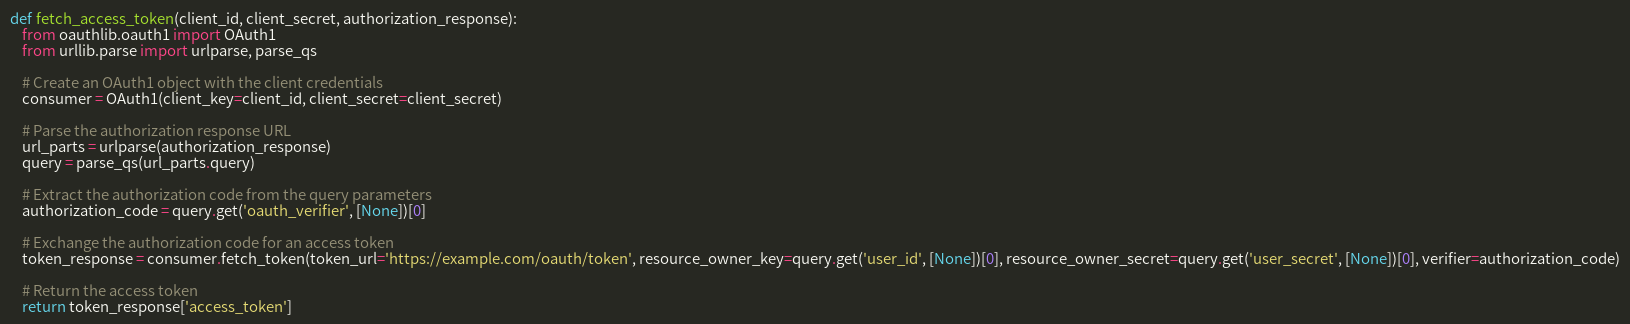 def fetch_access_token(client_id, client_secret, authorization_response):
from oauthlib.oauth1 import OAuth1
from urllib.parse import urlparse, parse_qs
# Create an OAuth1 object with the client credentials
consumer = OAuth1(client_key=client_id, client_secret=client_secret)
# Parse the authorization response URL
url_parts = urlparse(authorization_response)
query = parse_qs(url_parts.query)
# Extract the authorization code from the query parameters
authorization_code = query.get('oauth_verifier', [None])[0]
# Exchange the authorization code for an access token
token_response = consumer.fetch_token(token_url='https://example.com/oauth/token', resource_owner_key=query.get('user_id', [None])[0], resource_owner_secret=query.get('user_secret', [None])[0], verifier=authorization_code)
# Return the access token
return token_response['access_token']